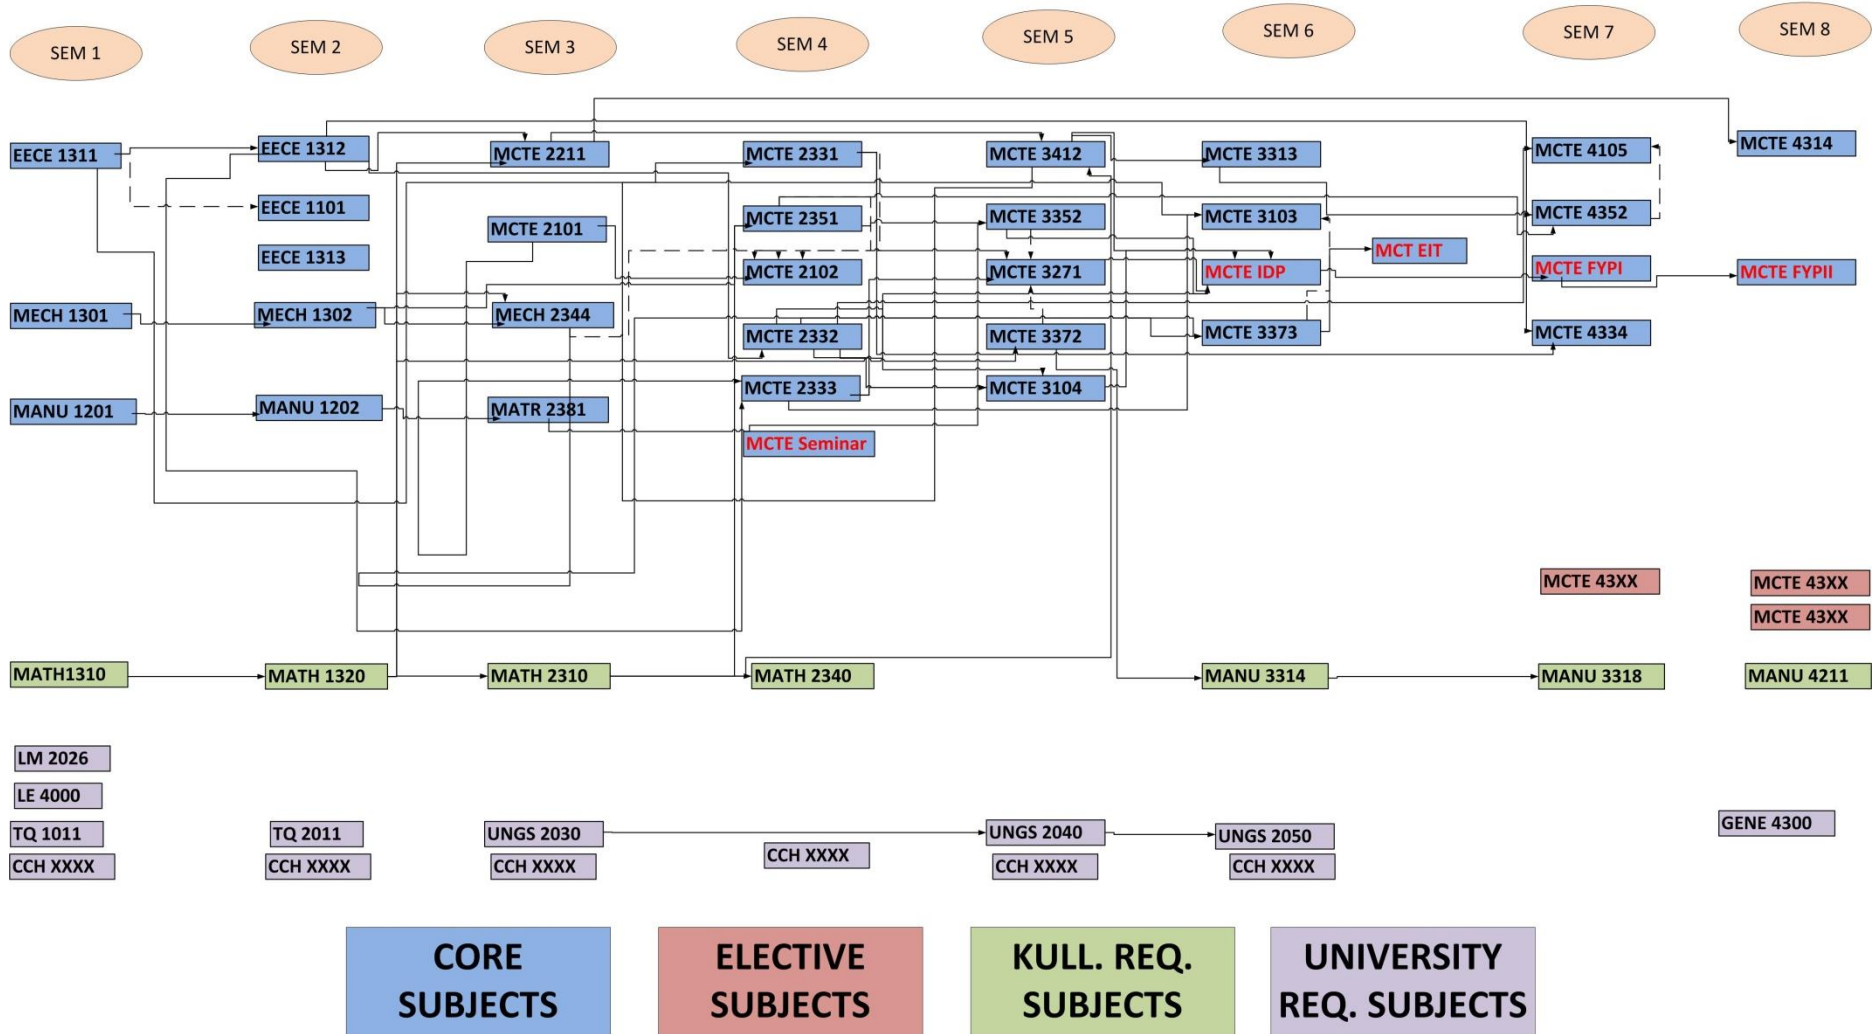 SEM 1
SEM 2
SEM 3
SEM 4
SEM 5
SEM 6
SEM 7
SEM 8
EECE 1311
EECE 1312
MCTE 2211
MCTE 2331
MCTE 3412
MCTE 3313
MCTE 4105
MCTE 4314
EECE 1101
MCTE 2101
MCTE 2351
MCTE 3352
MCTE 3103
MCTE 4352
MCT EIT
EECE 1313
MCTE 2102
MCTE 3271
MCTE IDP
MCTE FYPI
MCTE FYPII
MECH 1301
MECH 1302
MECH 2344
MCTE 2332
MCTE 3372
MCTE 3373
MCTE 4334
MANU 1201
MANU 1202
MATR 2381
MCTE 2333
MCTE 3104
MCTE Seminar
MCTE 43XX
MCTE 43XX
MCTE 43XX
MATH1310
MATH 1320
MATH 2310
MATH 2340
MANU 3314
MANU 3318
MANU 4211
LM 2026
LE 4000
TQ 1011
TQ 2011
UNGS 2030
UNGS 2040
UNGS 2050
GENE 4300
CCH XXXX
CCH XXXX
CCH XXXX
CCH XXXX
CCH XXXX
CCH XXXX
CORE
SUBJECTS
ELECTIVE
SUBJECTS
KULL. REQ.
SUBJECTS
UNIVERSITY
REQ. SUBJECTS